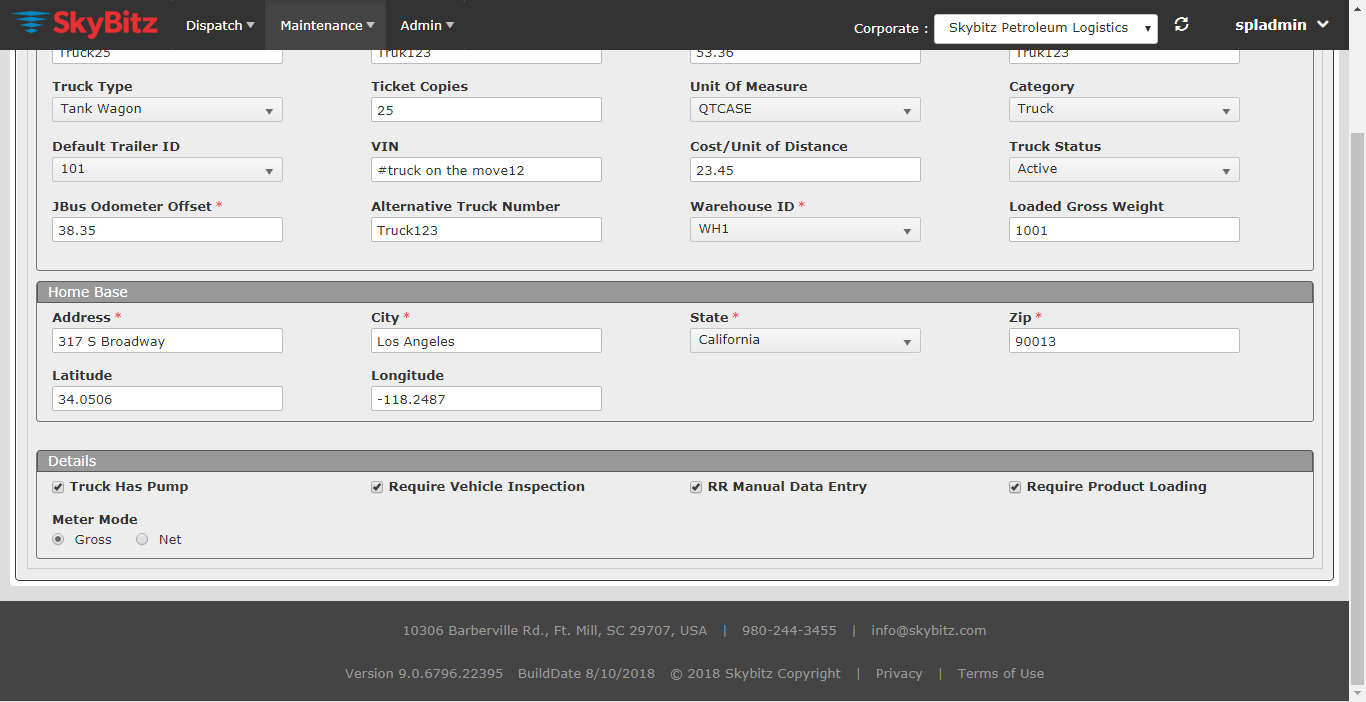 SkyBitz Dispatch Maintenance Admin Corporate : Skybitz Petroleum Logistics spladmin
Truck25 Truk123 53.36 Truk123
Truck Type Ticket Copies Unit Of Measure Category
Tank Wagon 25 QTCASE Truck
Default Trailer ID VIN Cost/Unit of Distance Truck Status
101 #truck on the move12 23.45 Active
JBus Odometer Offset * Alternative Truck Number Warehouse ID * Loaded Gross Weight
38.35 Truck123 WH1 1001
Home Base
Address * City * State * Zip *
317 S Broadway Los Angeles California 90013
Latitude Longitude
34.0506 -118.2487
Details
Truck Has Pump Require Vehicle Inspection RR Manual Data Entry Require Product Loading
Meter Mode
Gross Net
10306 Barberville Rd., Ft. Mill, SC 29707, USA | 980-244-3455 | info@skybitz.com
Version 9.0.6796.22395 BuildDate 8/10/2018 © 2018 Skybitz Copyright | Privacy | Terms of Use